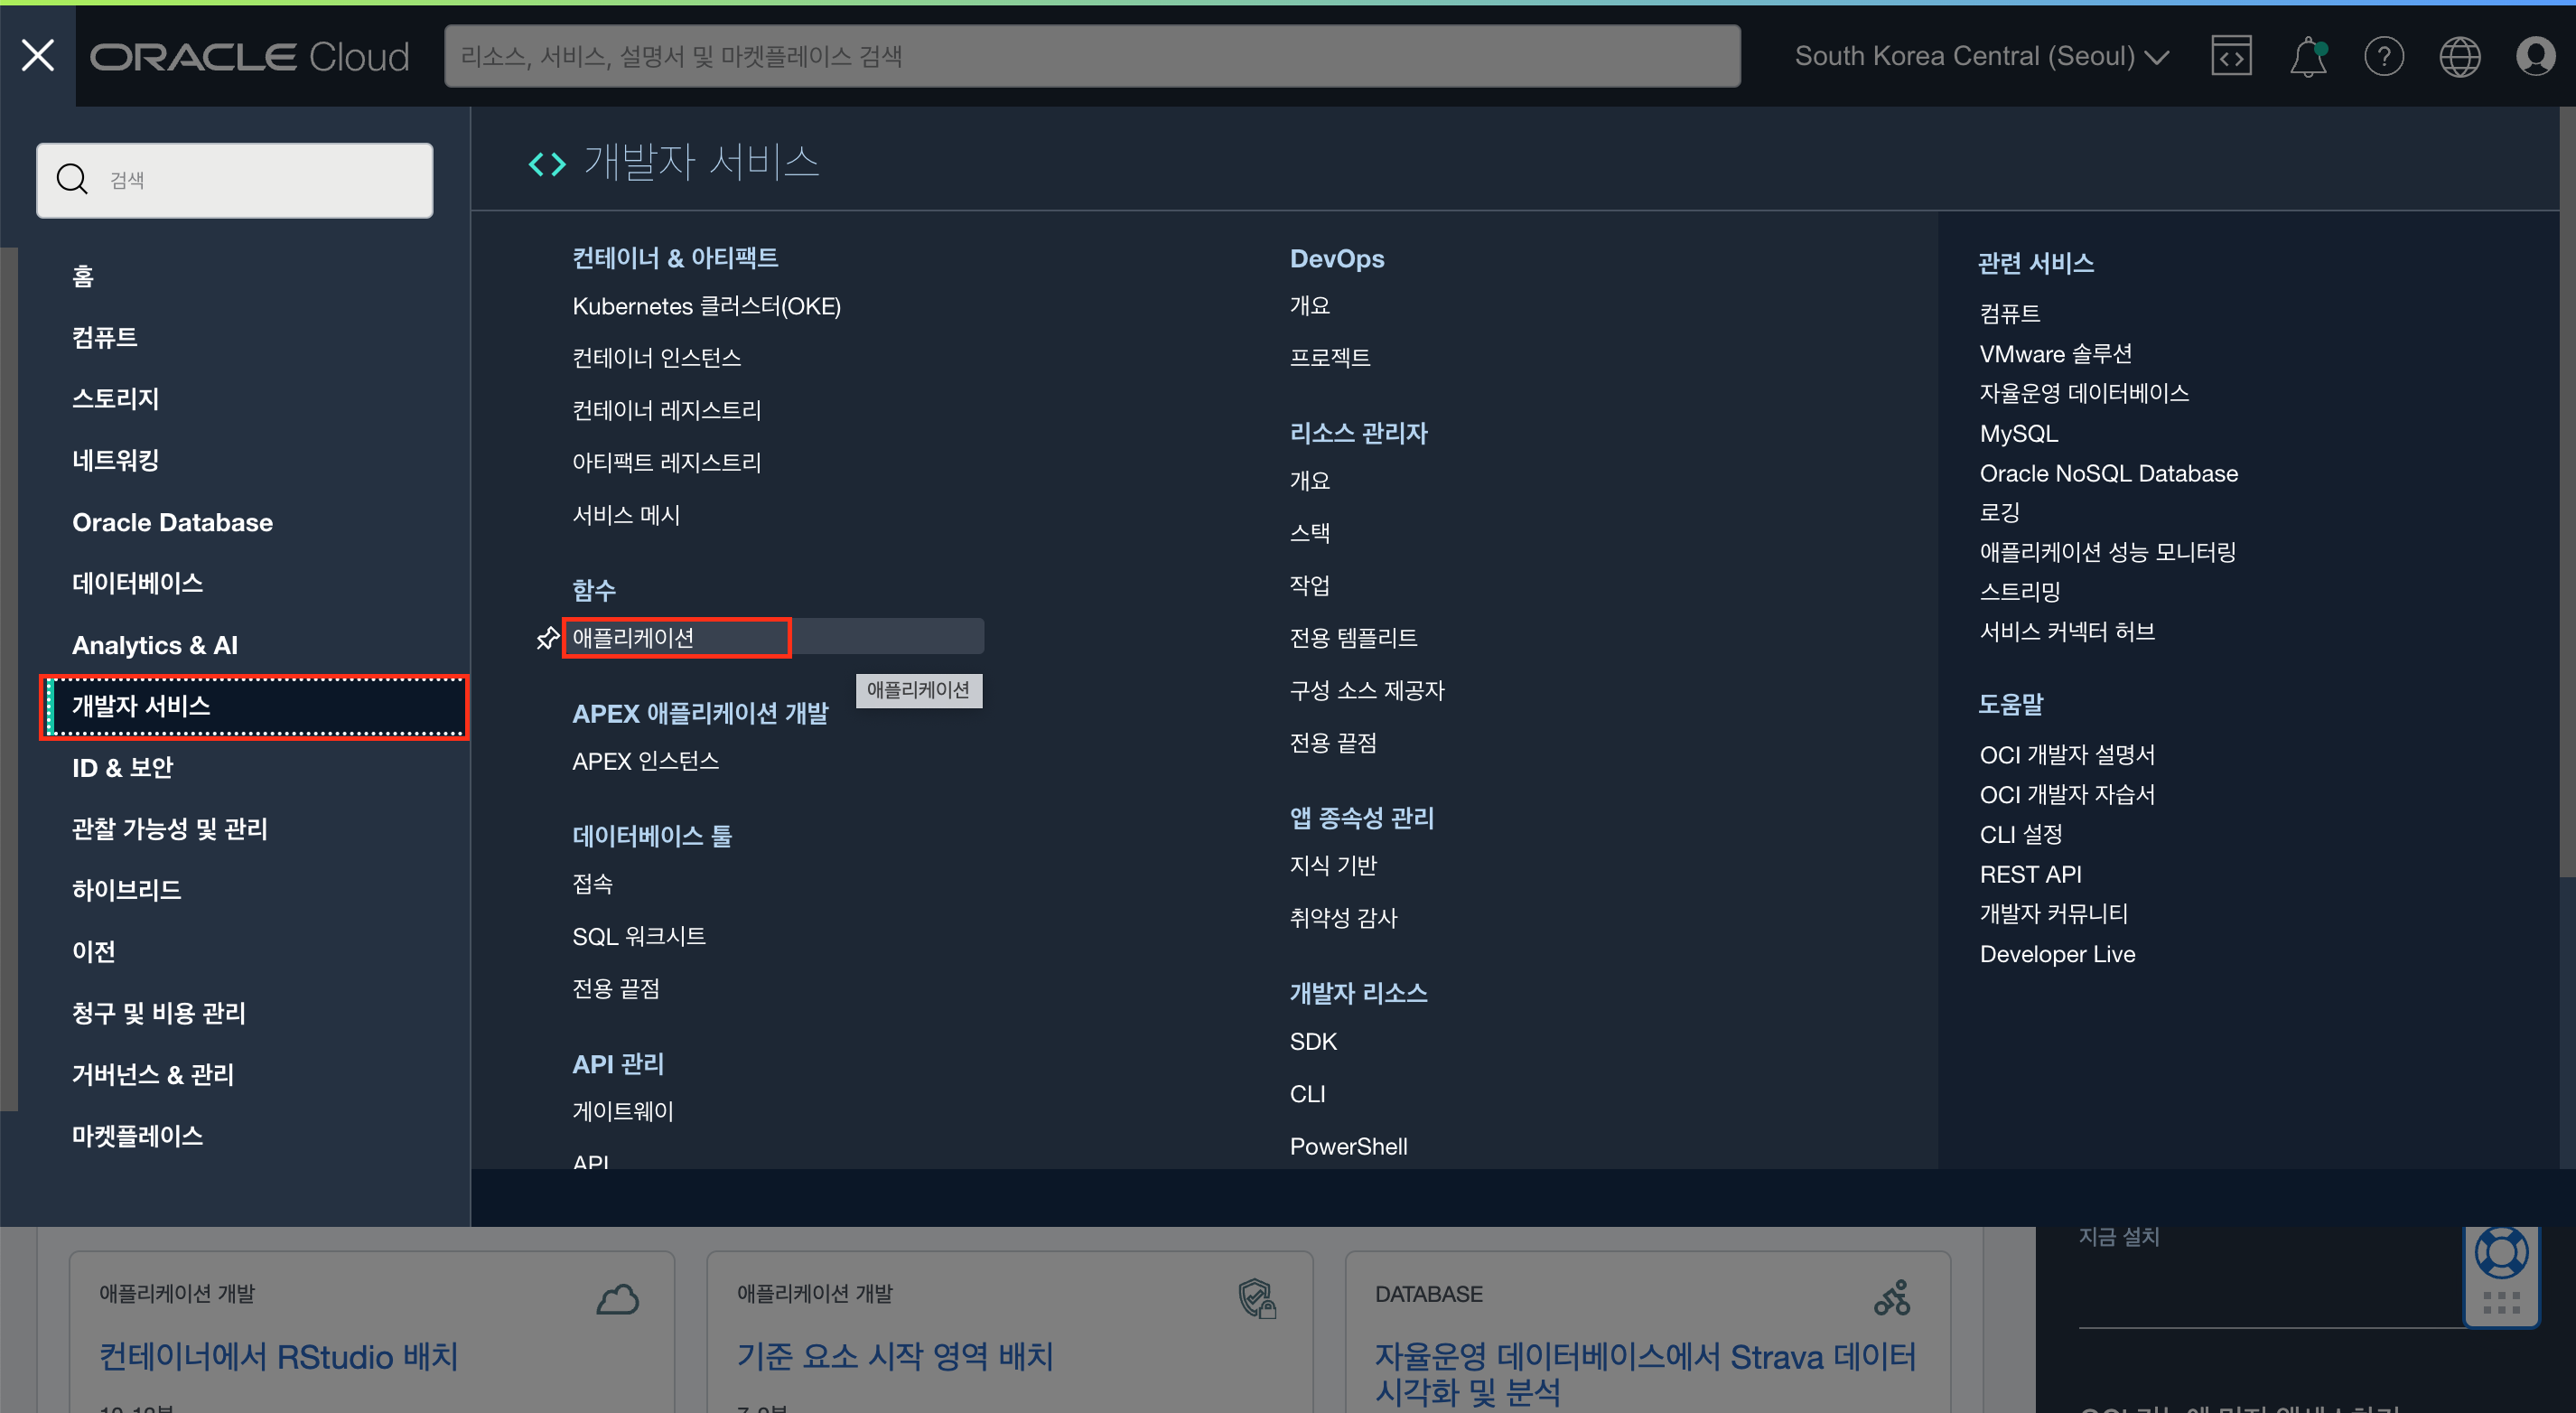 ORACLE Cloud
리소스, 서비스, 설명서 및 마켓플레이스 검색
South Korea Central (Seoul)
검색
홈
컴퓨트
스토리지
네트워킹
Oracle Database
데이터베이스
Analytics & AI
개발자 서비스
ID & 보안
관찰 가능성 및 관리
하이브리드
이전
청구 및 비용 관리
거버넌스 & 관리
마켓플레이스
개발자 서비스
컨테이너 & 아티팩트
Kubernetes 클러스터(OKE)
컨테이너 인스턴스
컨테이너 레지스트리
아티팩트 레지스트리
서비스 메시
함수
애플리케이션
애플리케이션
APEX 애플리케이션 개발
APEX 인스턴스
데이터베이스 툴
접속
SQL 워크시트
전용 끝점
API 관리
게이트웨이
API
DevOps
개요
프로젝트
리소스 관리자
개요
스택
작업
전용 템플리트
구성 소스 제공자
전용 끝점
앱 종속성 관리
지식 기반
취약성 감사
개발자 리소스
SDK
CLI
PowerShell
관련 서비스
컴퓨트
VMware 솔루션
자율운영 데이터베이스
MySQL
Oracle NoSQL Database
로깅
애플리케이션 성능 모니터링
스트리밍
서비스 커넥터 허브
도움말
OCI 개발자 설명서
OCI 개발자 자습서
CLI 설정
REST API
개발자 커뮤니티
Developer Live
지금 설치
애플리케이션 개발
컨테이너에서 RStudio 배치
애플리케이션 개발
기준 요소 시작 영역 배치
DATABASE
자율운영 데이터베이스에서 Strava 데이터
시각화 및 분석